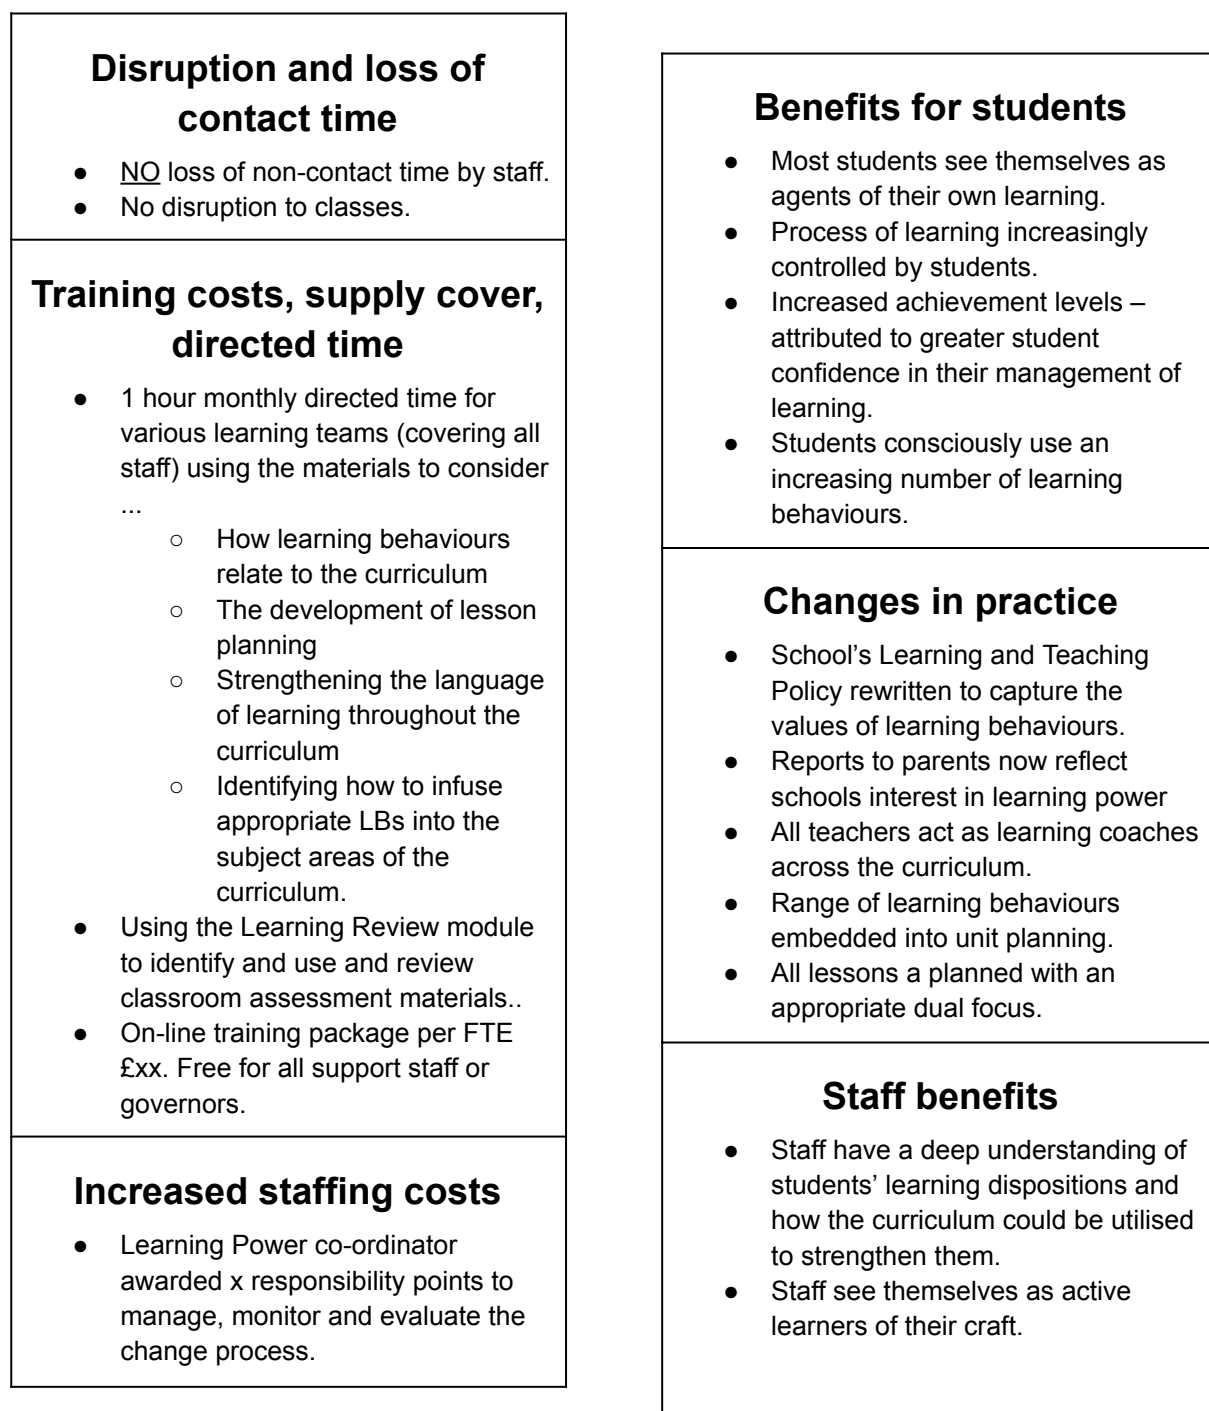 Disruption and loss of
contact time
● NO loss of non-contact time by staff.
● No disruption to classes.
Training costs, supply cover,
directed time
● 1 hour monthly directed time for
various learning teams (covering all
staff) using the materials to consider
...
○ How learning behaviours
relate to the curriculum
○ The development of lesson
planning
○ Strengthening the language
of learning throughout the
curriculum
○ Identifying how to infuse
appropriate LBs into the
subject areas of the
curriculum.
● Using the Learning Review module
to identify and use and review
classroom assessment materials..
● On-line training package per FTE
£xx. Free for all support staff or
governors.
Increased staffing costs
● Learning Power co-ordinator
awarded x responsibility points to
manage, monitor and evaluate the
change process.
Benefits for students
● Most students see themselves as
agents of their own learning.
● Process of learning increasingly
controlled by students.
● Increased achievement levels –
attributed to greater student
confidence in their management of
learning.
● Students consciously use an
increasing number of learning
behaviours.
Changes in practice
● School’s Learning and Teaching
Policy rewritten to capture the
values of learning behaviours.
● Reports to parents now reflect
schools interest in learning power
● All teachers act as learning coaches
across the curriculum.
● Range of learning behaviours
embedded into unit planning.
● All lessons a planned with an
appropriate dual focus.
Staff benefits
● Staff have a deep understanding of
students’ learning dispositions and
how the curriculum could be utilised
to strengthen them.
● Staff see themselves as active
learners of their craft.